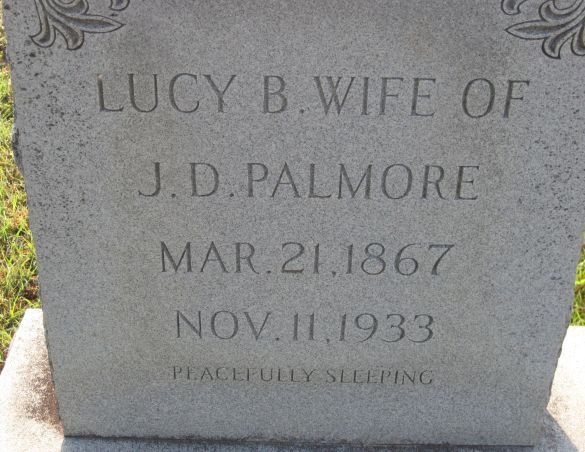 LUCY B. WIFE OF
J. D. PALMORE
MAR. 21, 1867
NOV. 11, 1933
PEACEFULLY SLEEPING